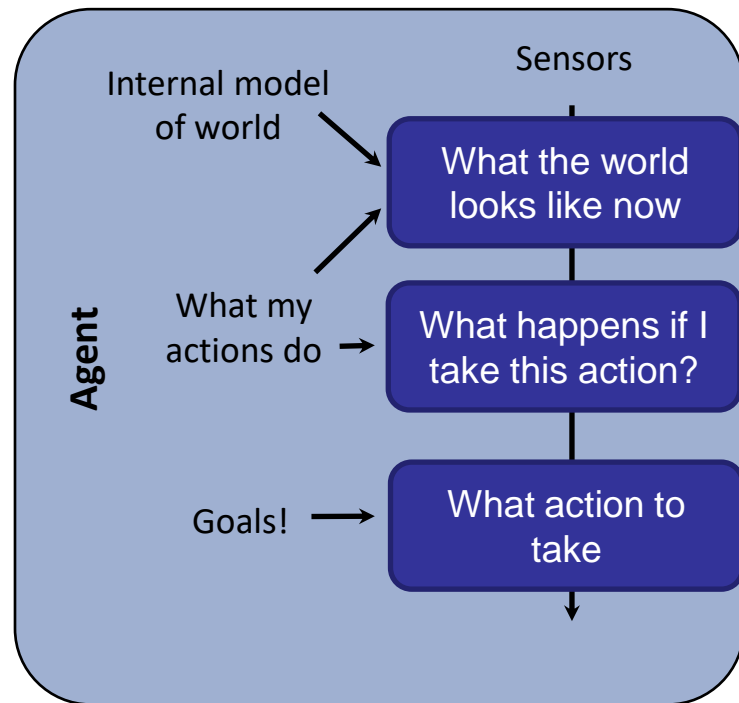 Sensors
Internal model
of world
What the world
looks like now
Agent
What my
actions do
What happens if I
take this action?
Goals!
What action to
take